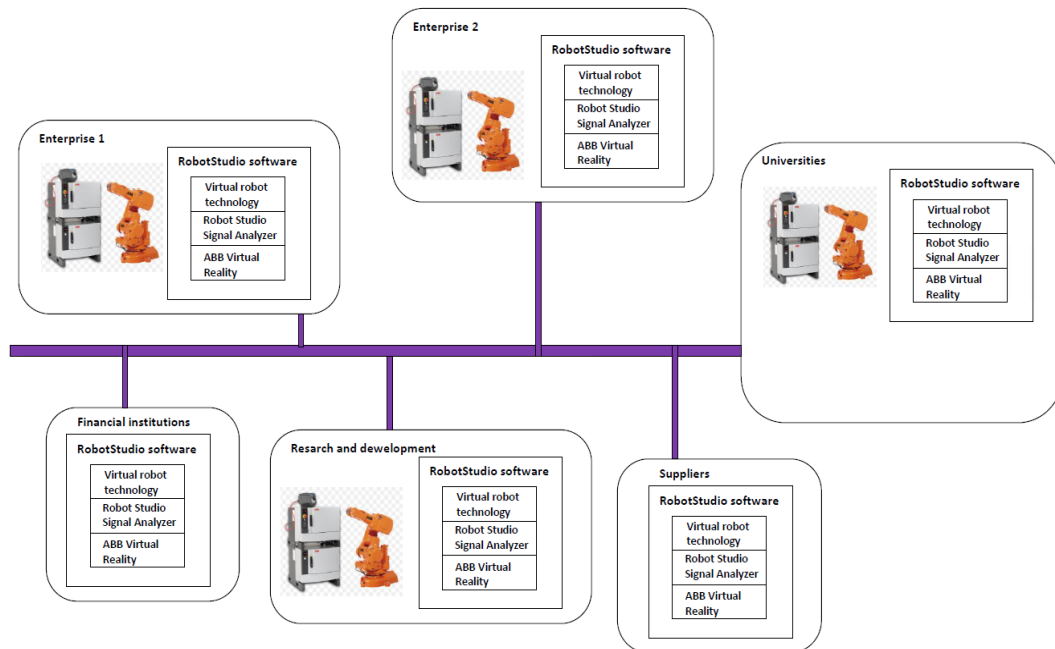 Enterprise 2
RobotStudio software
Virtual robot
technology
Robot Studio
Signal Analyzer
ABB Virtual
Reality
Enterprise 1
RobotStudio software
Virtual robot
technology
Robot Studio
Signal Analyzer
ABB Virtual
Reality
Universities
RobotStudio software
Virtual robot
technology
Robot Studio
Signal Analyzer
ABB Virtual
Reality
Financial institutions
RobotStudio software
Virtual robot
technology
Robot Studio
Signal Analyzer
ABB Virtual
Reality
Resarch and dewelopment
RobotStudio software
Virtual robot
technology
Robot Studio
Signal Analyzer
ABB Virtual
Reality
Suppliers
RobotStudio software
Virtual robot
technology
Robot Studio
Signal Analyzer
ABB Virtual
Reality